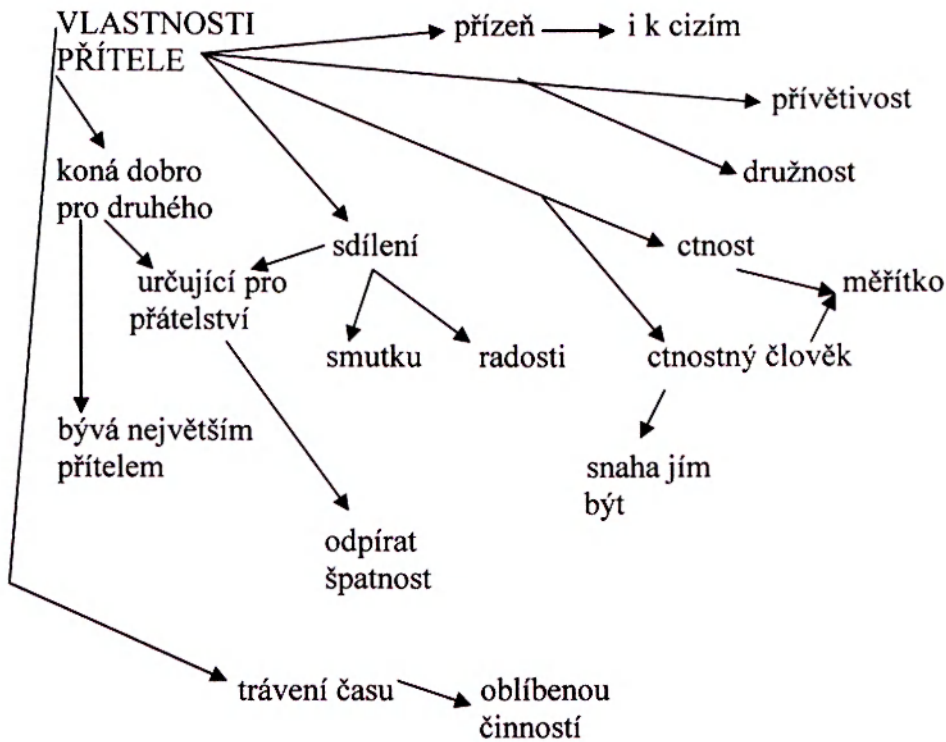 VLASTNOSTI
PŘÍTELE
přízeň
i k cizím
přívětivost
družnost
koná dobro
pro druhého
sdílení
ctnost
určující pro
přátelství
měřítko
smutku
radosti
ctnostný člověk
bývá největším
přítelem
snaha jím
být
odpírat
špatnost
trávení času
oblíbenou
činností